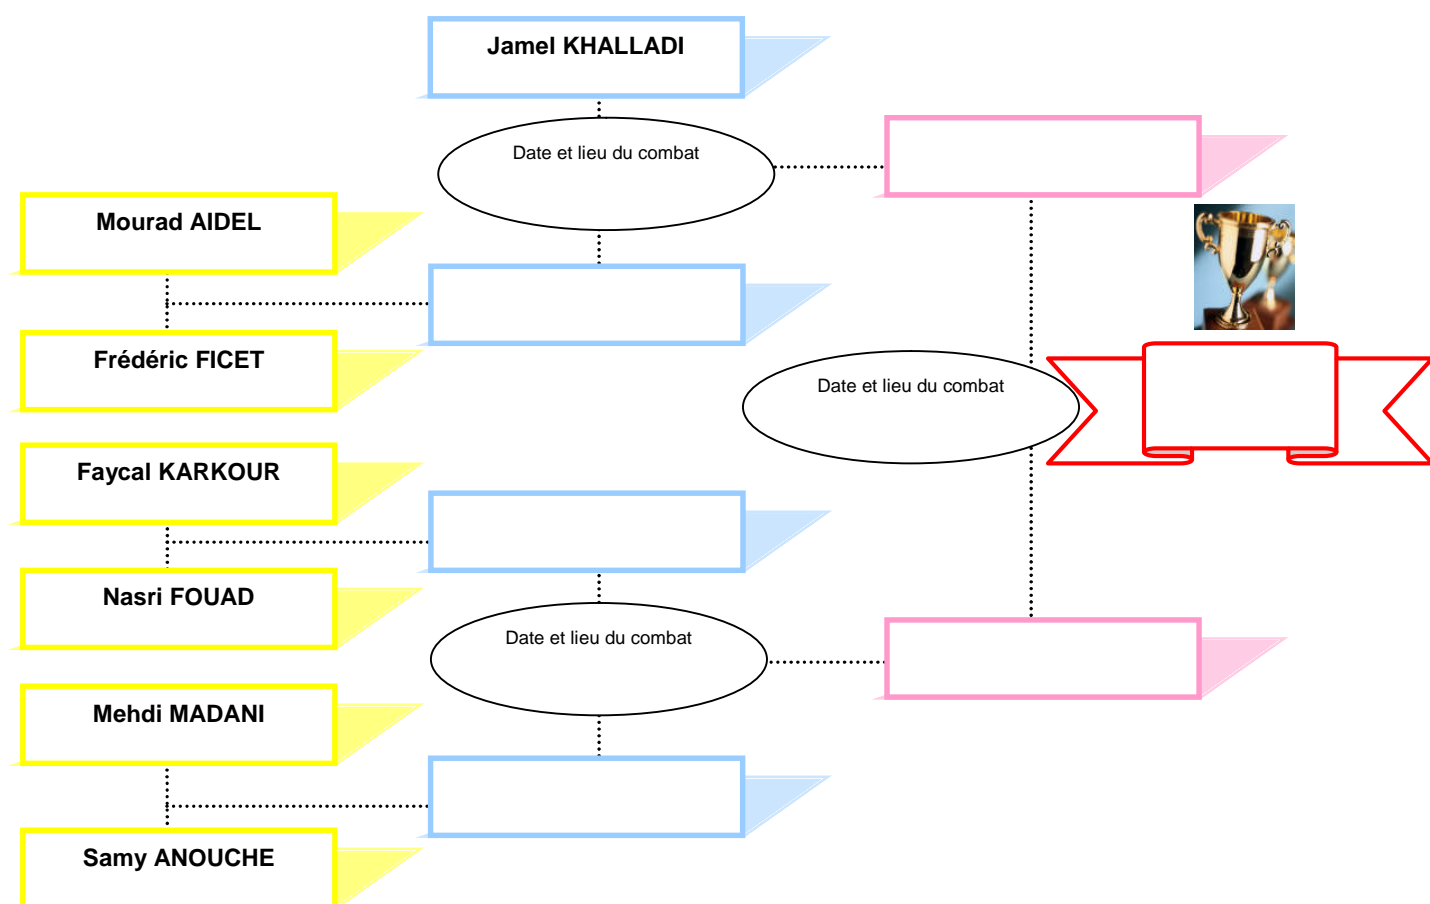 Jamel KHALLADI
Date et lieu du combat
Mourad AIDEL
Frédéric FICET
Date et lieu du combat
Faycal KARKOUR
Nasri FOUAD
Date et lieu du combat
Mehdi MADANI
Samy ANOUCHE